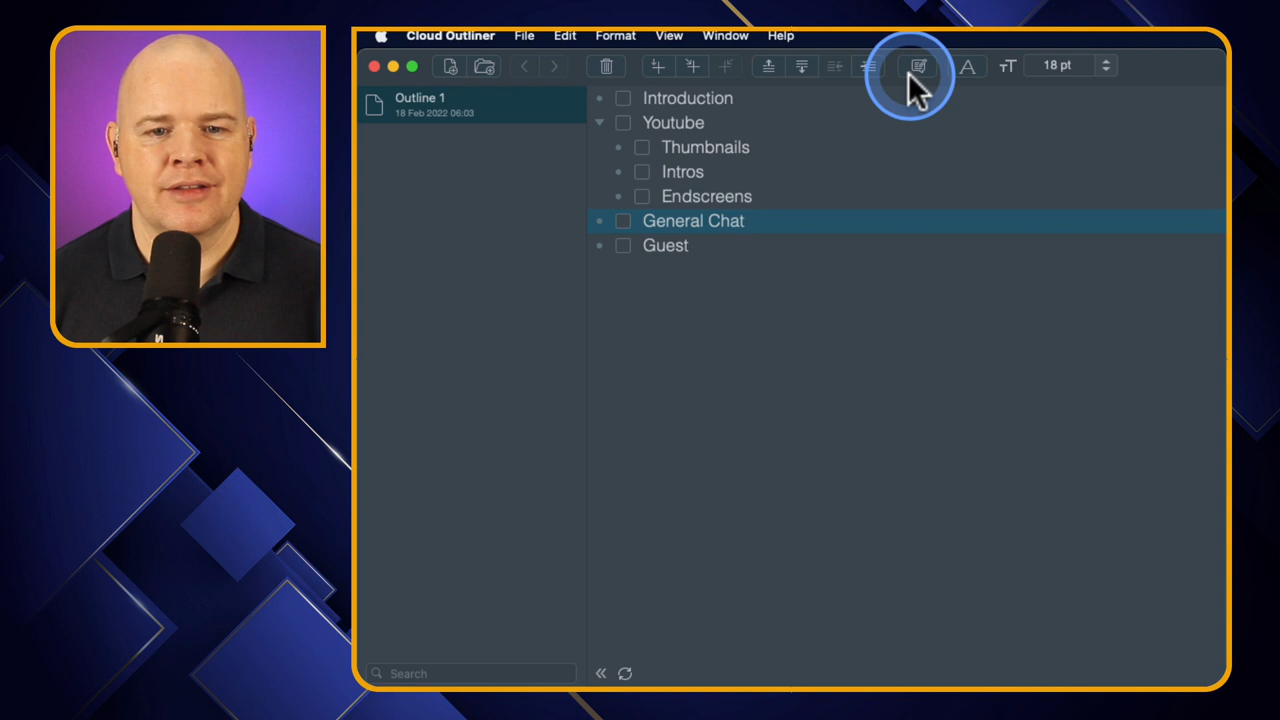 Cloud Outliner File Edit Format View Window Help
A TT 18 pt
Outline 1
18 Feb 2022 06:03
Introduction
Youtube
Thumbnails
Intros
Endscreens
General Chat
Guest
Search